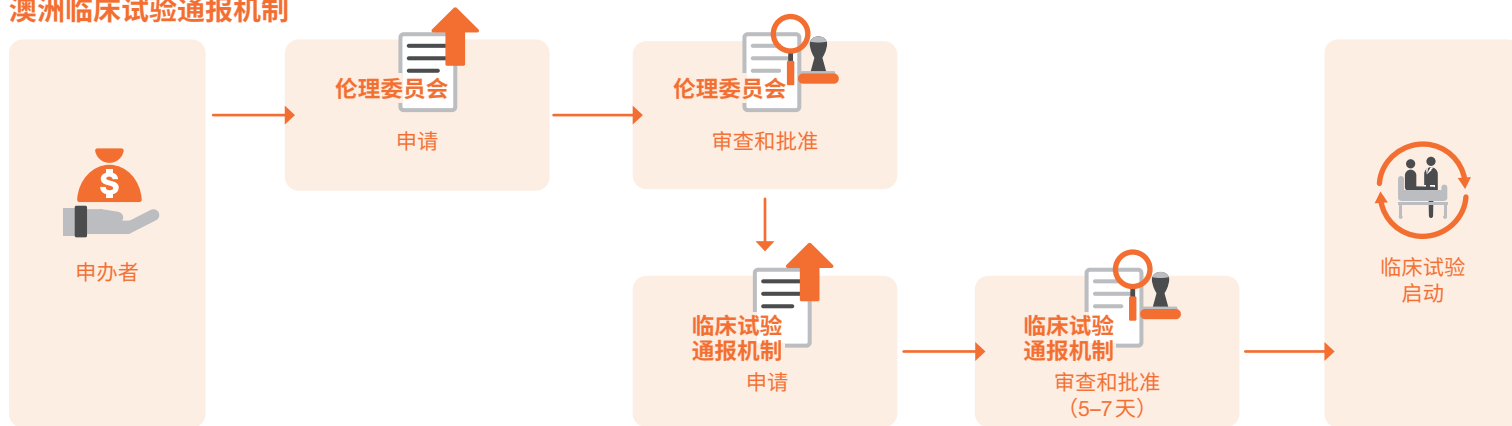 澳洲临床试验通报机制
申办者
伦理委员会
申请
伦理委员会
审查和批准
临床试验
通报机制
申请
临床试验
通报机制
审查和批准
（5–7天）
临床试验
启动